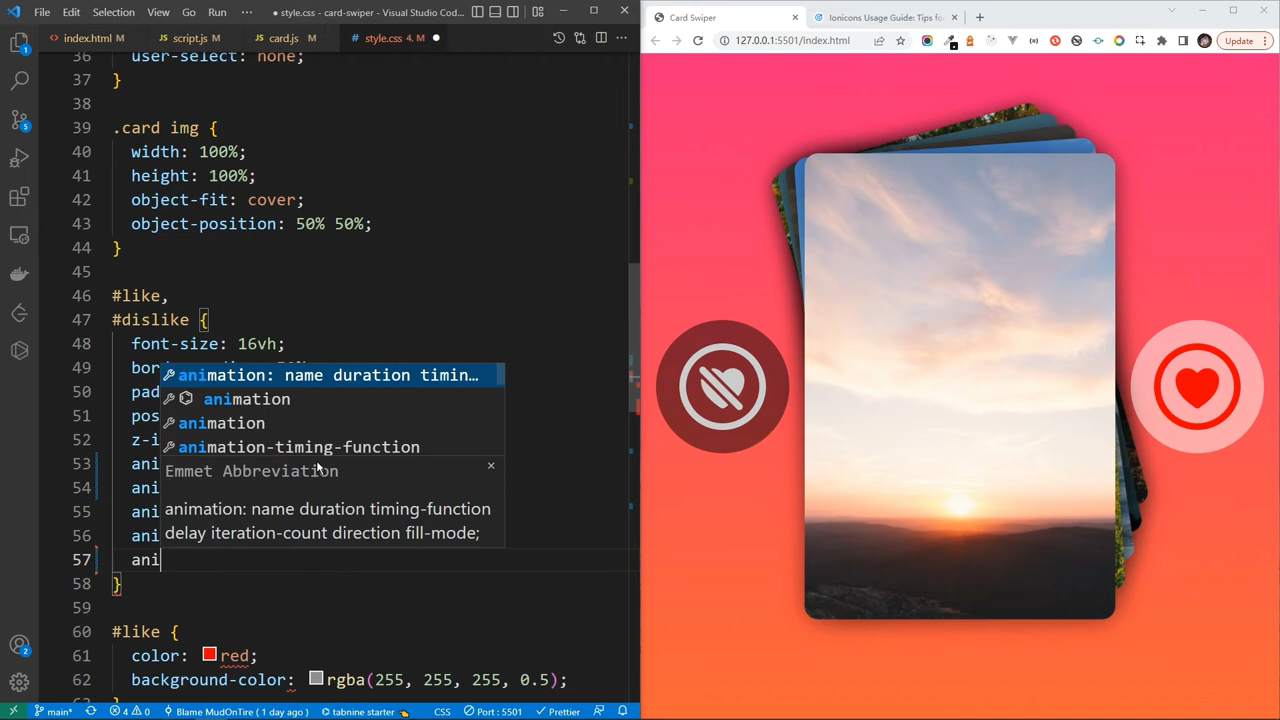 File Edit Selection View Go Run ··· ● style.css - card-swiper - Visual Studio Cod...
index.html M script.js M card.js M # style.css 4, M ●
36 user-select: none;
37 }
38
39 .card img {
40 width: 100%;
41 height: 100%;
42 object-fit: cover;
43 object-position: 50% 50%;
44 }
45
46 #like,
47 #dislike {
48 font-size: 16vh;
49 bor
animation: name duration timin…
50 pad
animation
51 pos
animation
52 z-i
animation-timing-function
53 ani
Emmet Abbreviation
54 ani
animation: name duration timing-function
55 ani
delay iteration-count direction fill-mode;
56 ani
57 ani
58 }
59
60 #like {
61 color: red;
62 background-color: rgba(255, 255, 255, 0.5);
main* 4 0 Blame MudOnTire ( 1 day ago ) tabnine starter CSS Port : 5501 Prettier
1
5
2
Card Swiper
Ionicons Usage Guide: Tips fo
127.0.0.1:5501/index.html
Update